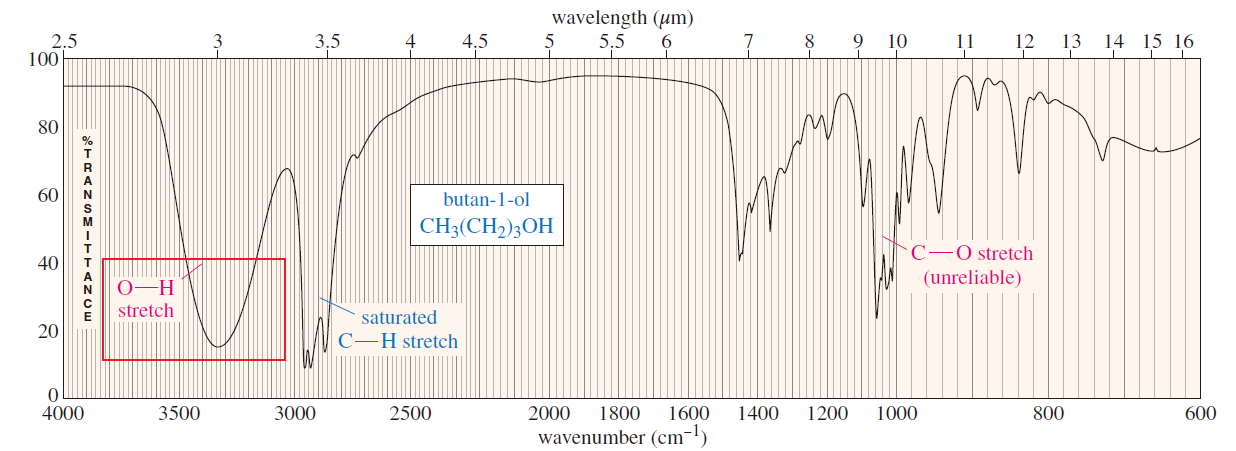 wavelength (μm)
2.5 3 3.5 4 4.5 5 5.5 6 7 8 9 10 11 12 13 14 15 16
100
80
60
40
20
0
%TRANSMITTANCE
butan-1-ol
CH₃(CH₂)₃OH
O—H
stretch
saturated
C—H stretch
C—O stretch
(unreliable)
4000 3500 3000 2500 2000 1800 1600 1400 1200 1000 800 600
wavenumber (cm⁻¹)